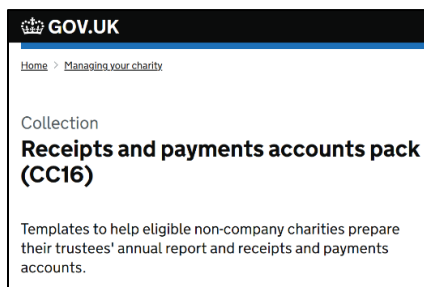 GOV.UK
Home > Managing your charity
Collection
Receipts and payments accounts pack
(CC16)
Templates to help eligible non-company charities prepare
their trustees' annual report and receipts and payments
accounts.